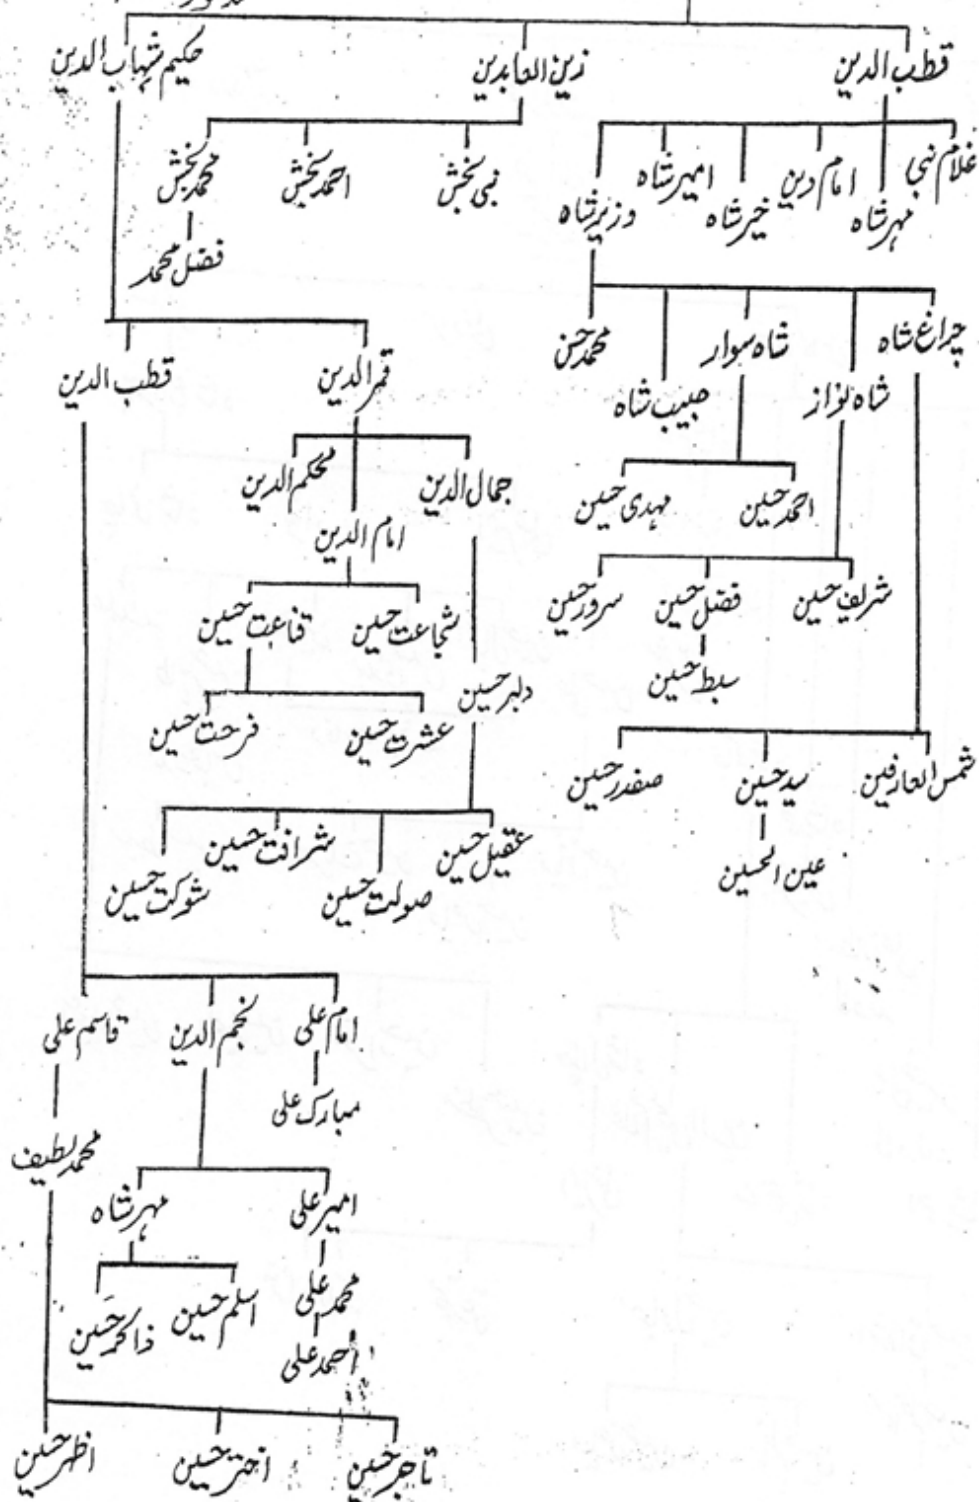 قطب الدین زین العابدین حکیم شہاب الدین
غلام نبی مہر شاہ امام دین خیر شاہ امیر شاہ وزیر شاہ نبی بخش احمد بخش محمد بخش
فضل محمد
چراغ شاہ شاہ نواز شاہ سوار حبیب شاہ محمد حسن قمر الدین قطب الدین
احمد حسین مہدی حسین جمال الدین امام الدین محکم الدین
شریف حسین فضل حسین سرور حسین شجاعت حسین قناعت حسین
سبط حسین دلبر حسین عشرت حسین فرحت حسین
شمس العارفین سید حسین صفدر حسین
عین الحسین عقیل حسین صولت حسین شرافت حسین شوکت حسین
امام علی نجم الدین قاسم علی
مبارک علی محمد لطیف
امیر علی مہر شاہ
محمد علی اسلم حسین ذاکر حسین
احمد علی
تاجر حسین اختر حسین اظہر حسین